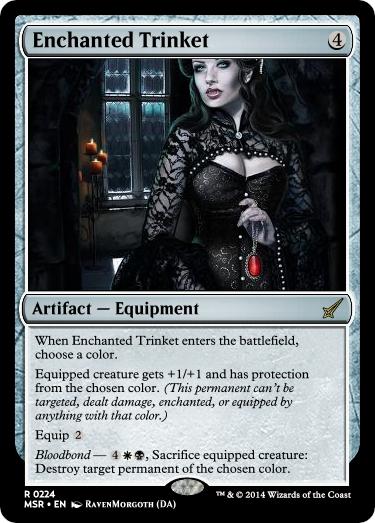 Enchanted Trinket 4
Artifact — Equipment
When Enchanted Trinket enters the battlefield,
choose a color.
Equipped creature gets +1/+1 and has protection
from the chosen color. (This permanent can't be
targeted, dealt damage, enchanted, or equipped by
anything with that color.)
Equip 2
Bloodbond — 4, Sacrifice equipped creature:
Destroy target permanent of the chosen color.
R 0224
MSR • EN RavenMorgoth (DA)
™ & © 2014 Wizards of the Coast